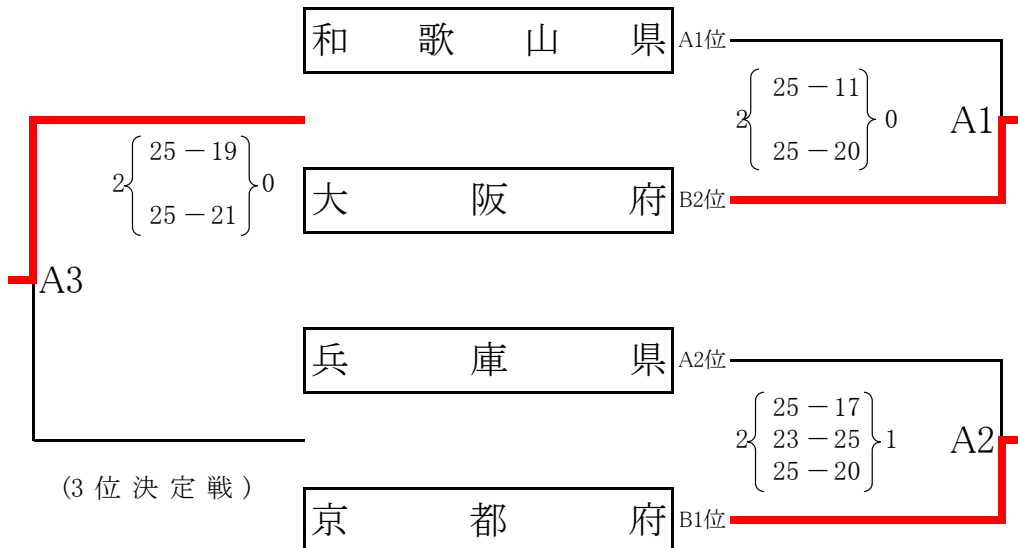 和歌山県 A1位
25－11
2 0 A1
25－20
25－19
2 0
25－21
大阪府 B2位
A3
兵庫県 A2位
25－17
2 23－25 1 A2
25－20
(3位決定戦)
京都府 B1位